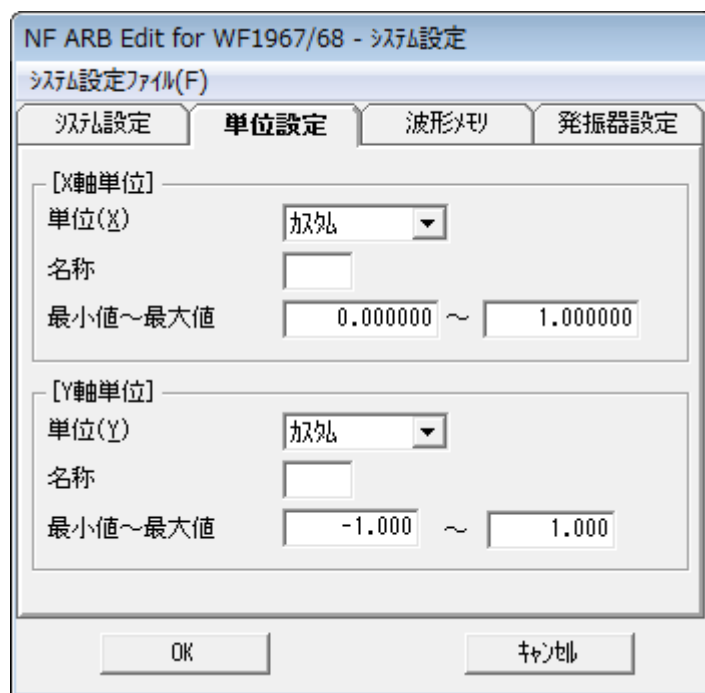 NF ARB Edit for WF1967/68 - ｼｽﾃﾑ設定
ｼｽﾃﾑ設定ﾌｧｲﾙ(F)
ｼｽﾃﾑ設定 単位設定 波形ﾒﾓﾘ 発振器設定
[X軸単位]
単位(X) ｶｽﾀﾑ
名称
最小値～最大値 0.000000 ～ 1.000000
[Y軸単位]
単位(Y) ｶｽﾀﾑ
名称
最小値～最大値 -1.000 ～ 1.000
OK ｷｬﾝｾﾙ